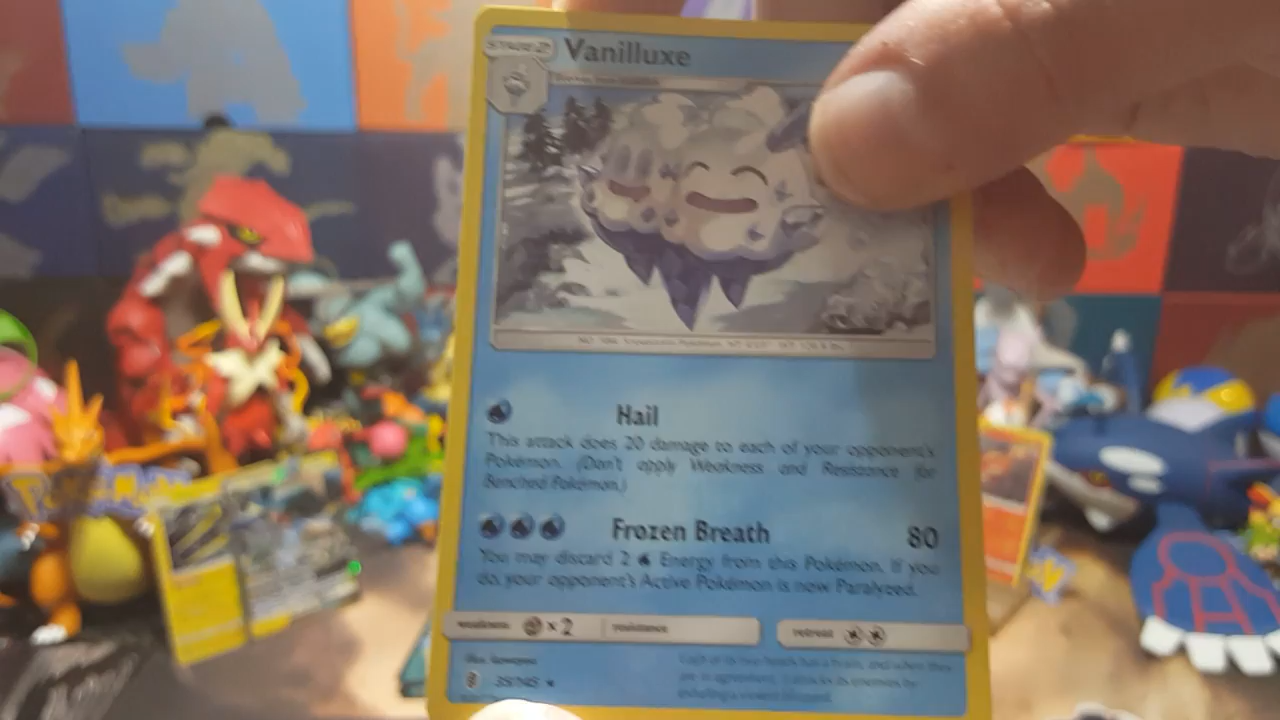 STAGE 2
Vanilluxe
Hail
This attack does 20 damage to each of your opponent's
Pokémon. (Don't apply Weakness and Resistance for
Benched Pokémon.)
Frozen Breath 80
You may discard 2 Energy from this Pokémon. If you
do, your opponent's Active Pokémon is now Paralyzed.
weakness ×2 resistance retreat
35/145 ★